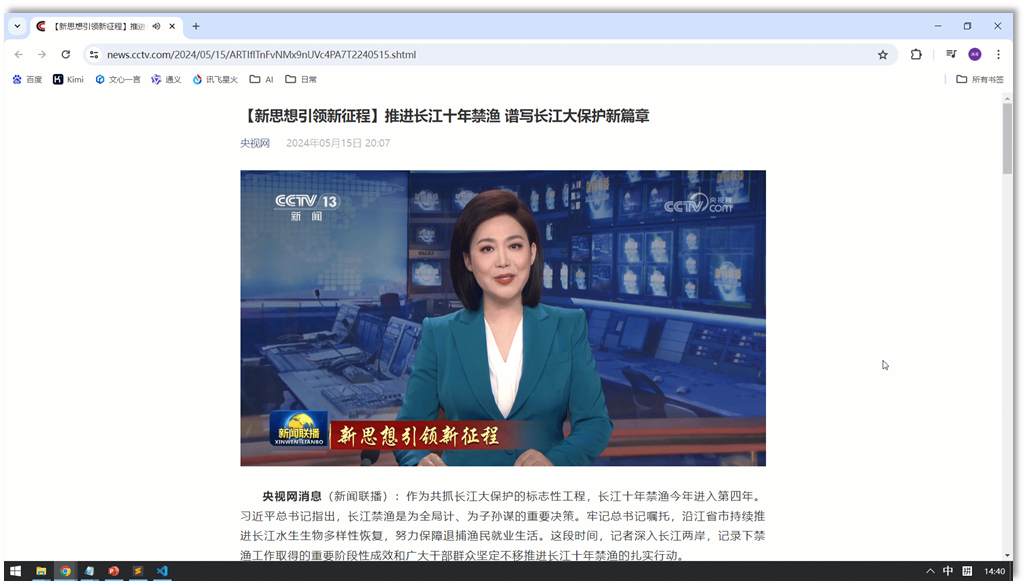 【新思想引领新征程】推进
news.cctv.com/2024/05/15/ARTIfITnFvNMx9nUVc4PA7T2240515.shtml
百度 Kimi 文心一言 通义 讯飞星火 AI 日常 所有书签
【新思想引领新征程】推进长江十年禁渔 谱写长江大保护新篇章
央视网 2024年05月15日 20:07
CCTV 13
新闻
央视网
CCTV.com
新闻联播
XINWEN LIANBO
新思想引领新征程
央视网消息（新闻联播）：作为共抓长江大保护的标志性工程，长江十年禁渔今年进入第四年。
习近平总书记指出，长江禁渔是为全局计、为子孙谋的重要决策。牢记总书记嘱托，沿江省市持续推
进长江水生生物多样性恢复，努力保障退捕渔民就业生活。这段时间，记者深入长江两岸，记录下禁
渔工作取得的重要阶段性成效和广大干部群众坚定不移推进长江十年禁渔的扎实行动。
中 拼 14:40